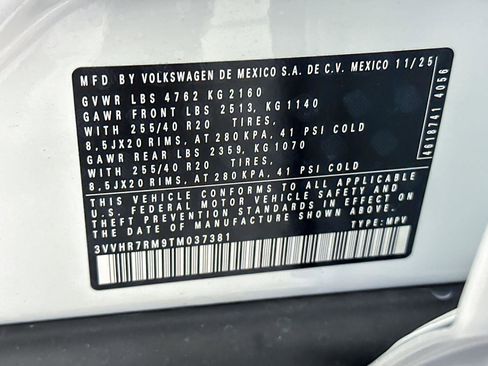 MFD BY VOLKSWAGEN DE MEXICO S.A. DE C.V. MEXICO 11/25
GVWR LBS 4762 KG 2160
GAWR FRONT LBS 2513, KG1140
WITH 255/40 R20 TIRES,
8,5JX20 RIMS, AT 280 KPA, 41 PSI COLD
GAWR REAR LBS 2359, KG 1070
WITH 255/40 R20 TIRES,
8,5JX20 RIMS, AT 280 KPA, 41 PSI COLD
THIS VEHICLE CONFORMS TO ALL APPLICABLE
U.S. FEDERAL MOTOR VEHICLE SAFETY AND
THEFT PREVENTION STANDARDS IN EFFECT ON
THE DATE OF MANUFACTURE SHOWN ABOVE.
3VVHR7RM9TM037381 TYPE: MPV
4618741 4056